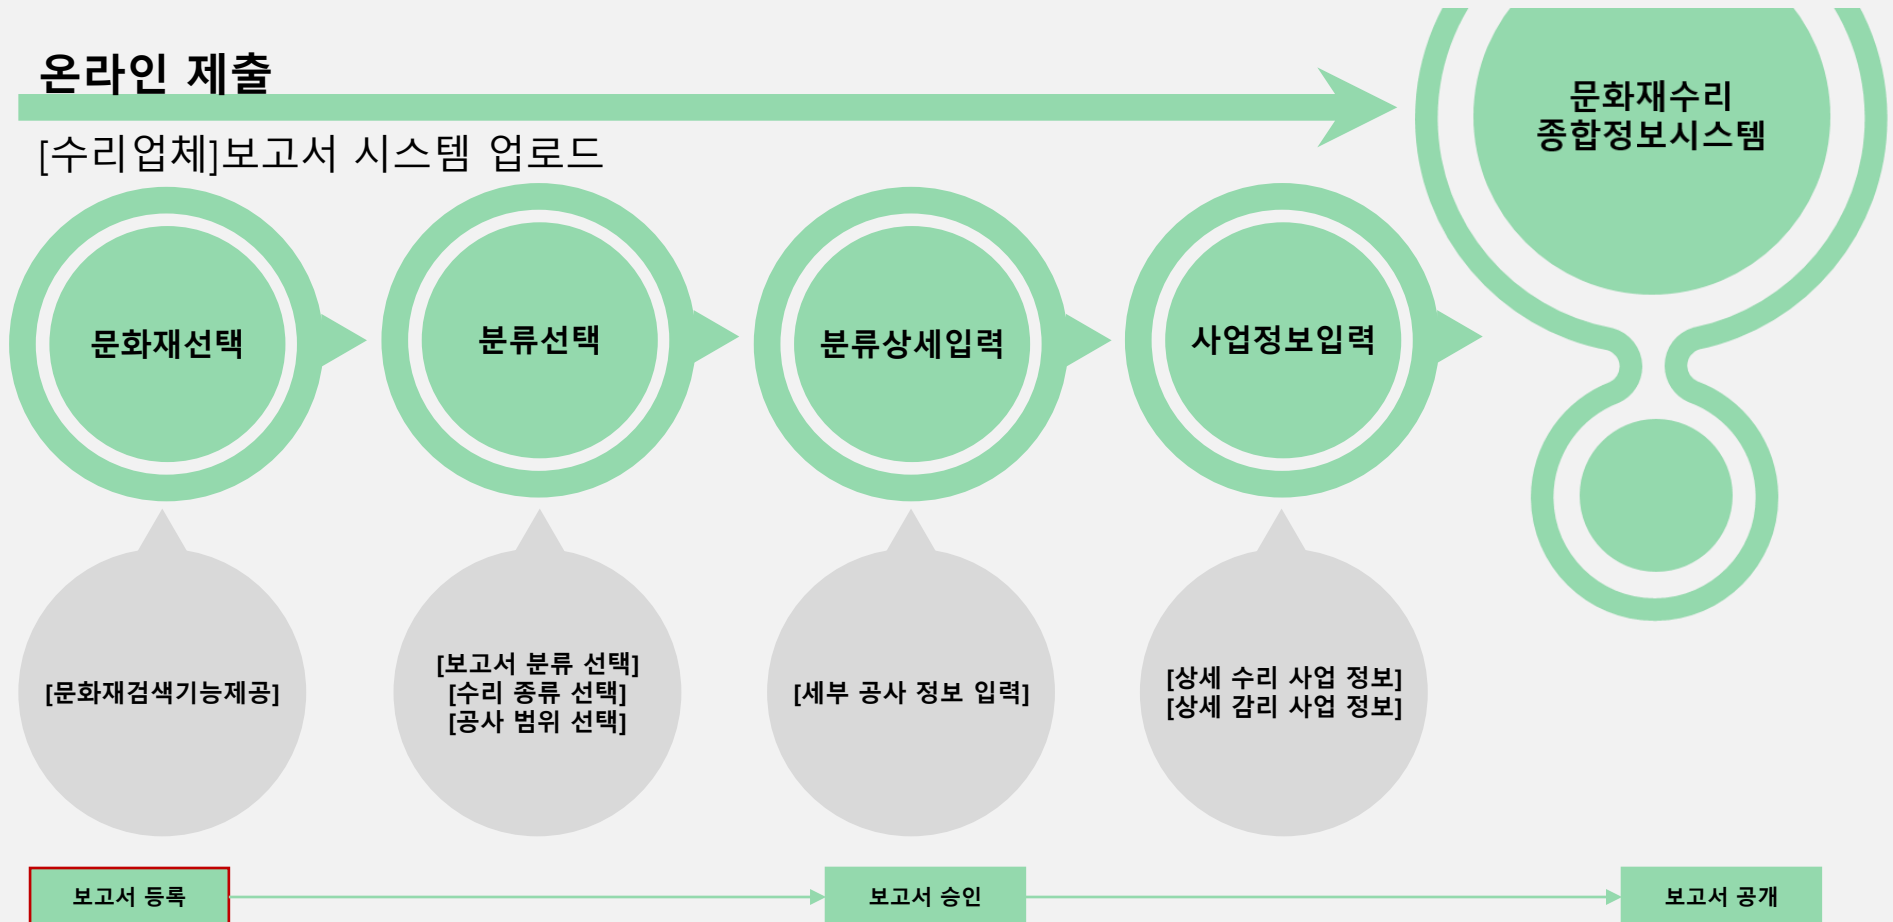 온라인 제출
[수리업체]보고서 시스템 업로드
문화재수리
종합정보시스템
문화재선택
분류선택
분류상세입력
사업정보입력
[문화재검색기능제공]
[보고서 분류 선택]
[수리 종류 선택]
[공사 범위 선택]
[세부 공사 정보 입력]
[상세 수리 사업 정보]
[상세 감리 사업 정보]
보고서 등록
보고서 승인
보고서 공개